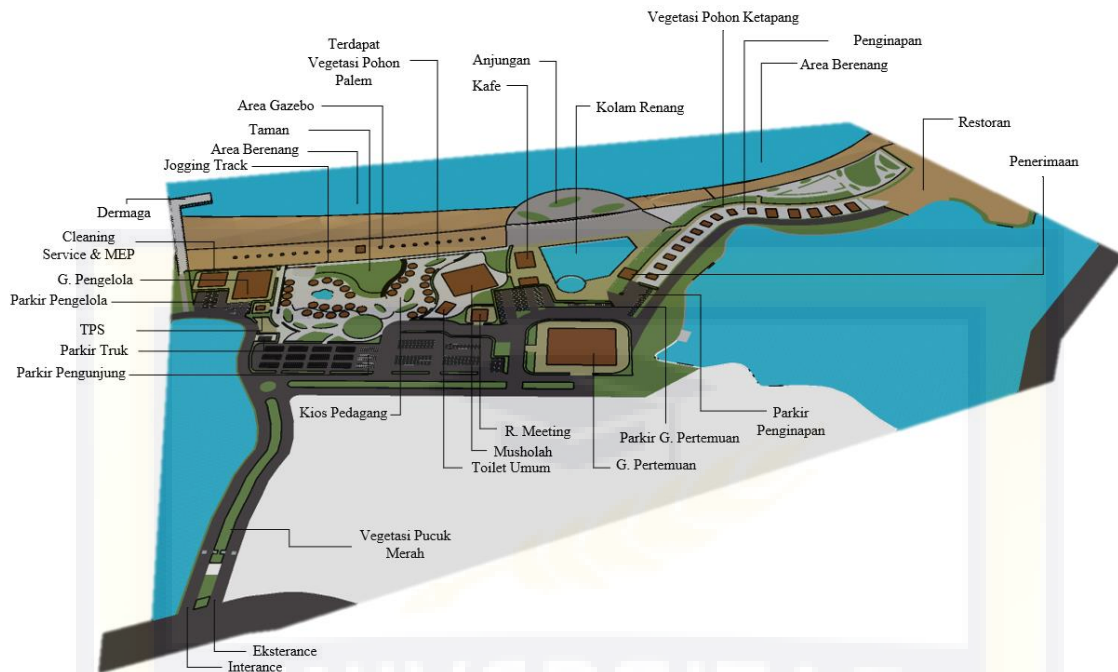 Vegetasi Pohon Ketapang
Penginapan
Area Berenang
Terdapat
Vegetasi Pohon
Palem
Anjungan
Kafe
Kolam Renang
Restoran
Penerimaan
Area Gazebo
Taman
Area Berenang
Jogging Track
Dermaga
Cleaning
Service & MEP
G. Pengelola
Parkir Pengelola
TPS
Parkir Truk
Parkir Pengunjung
Kios Pedagang
R. Meeting
Musholah
Toilet Umum
Parkir G. Pertemuan
G. Pertemuan
Parkir
Penginapan
Vegetasi Pucuk
Merah
Eksterance
Interance